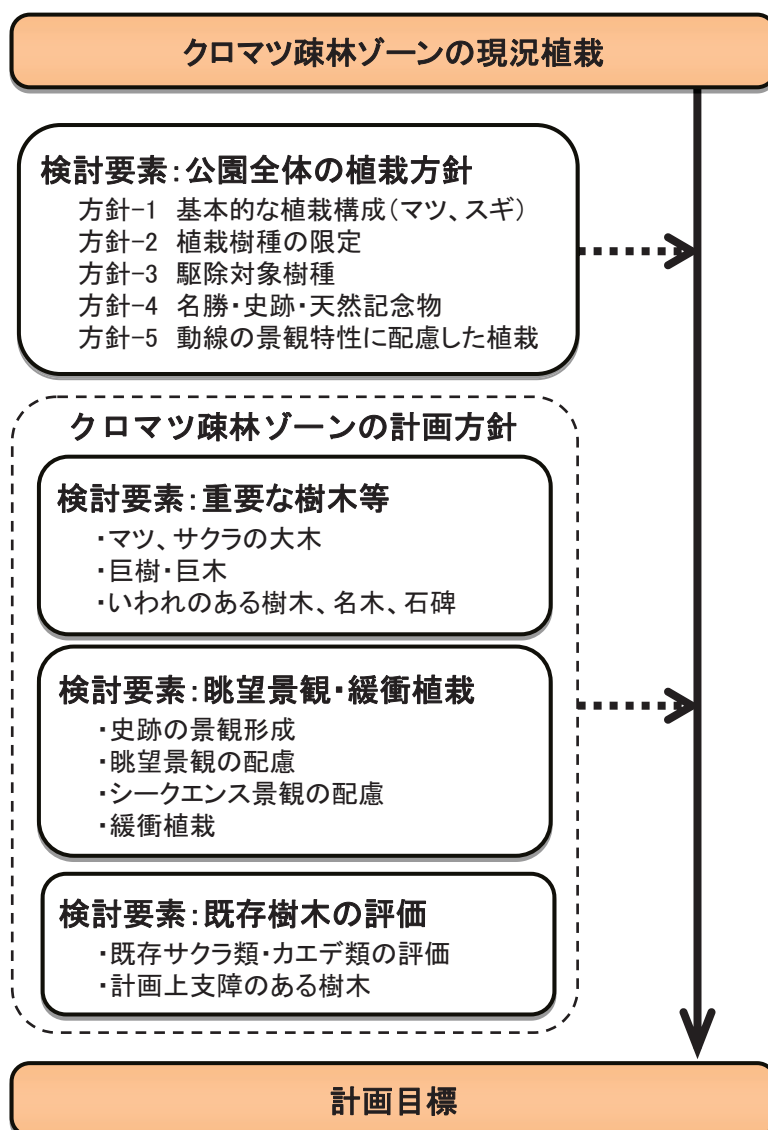 クロマツ疎林ゾーンの現況植栽
検討要素：公園全体の植栽方針
方針-1 基本的な植栽構成（マツ、スギ）
方針-2 植栽樹種の限定
方針-3 駆除対象樹種
方針-4 名勝・史跡・天然記念物
方針-5 動線の景観特性に配慮した植栽
クロマツ疎林ゾーンの計画方針
検討要素：重要な樹木等
・マツ、サクラの大木
・巨樹・巨木
・いわれのある樹木、名木、石碑
検討要素：眺望景観・緩衝植栽
・史跡の景観形成
・眺望景観の配慮
・シークエンス景観の配慮
・緩衝植栽
検討要素：既存樹木の評価
・既存サクラ類・カエデ類の評価
・計画上支障のある樹木
計画目標